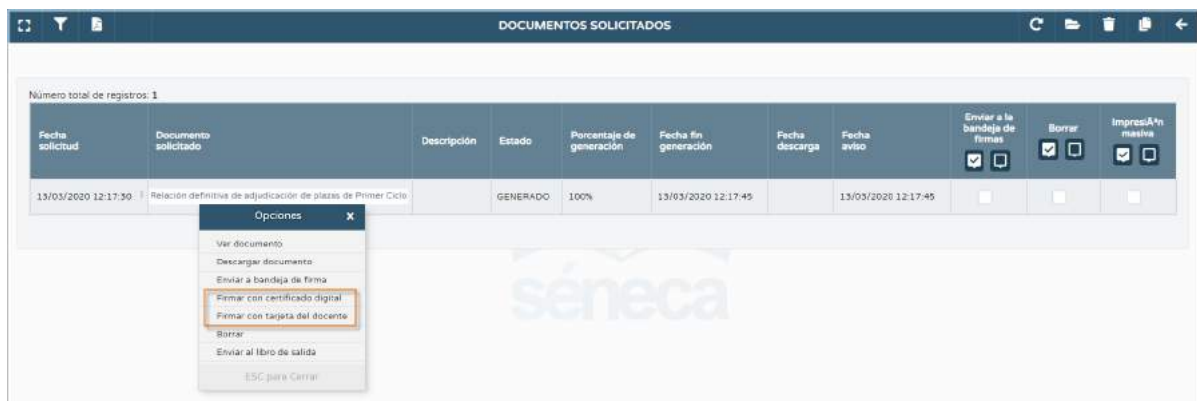 DOCUMENTOS SOLICITADOS
Número total de registros: 1
Fecha solicitud
Documento solicitado
Descripción
Estado
Porcentaje de generación
Fecha fin generación
Fecha descarga
Fecha aviso
Enviar a la bandeja de firmas
Borrar
ImpresiÃ³n masiva
13/03/2020 12:17:30
Relación definitiva de adjudicación de plazas de Primer Ciclo
GENERADO
100%
13/03/2020 12:17:45
13/03/2020 12:17:45
Opciones x
Ver documento
Descargar documento
Enviar a bandeja de firma
Firmar con certificado digital
Firmar con tarjeta del docente
Borrar
Enviar al libro de salida
ESC para Cerrar
séneca